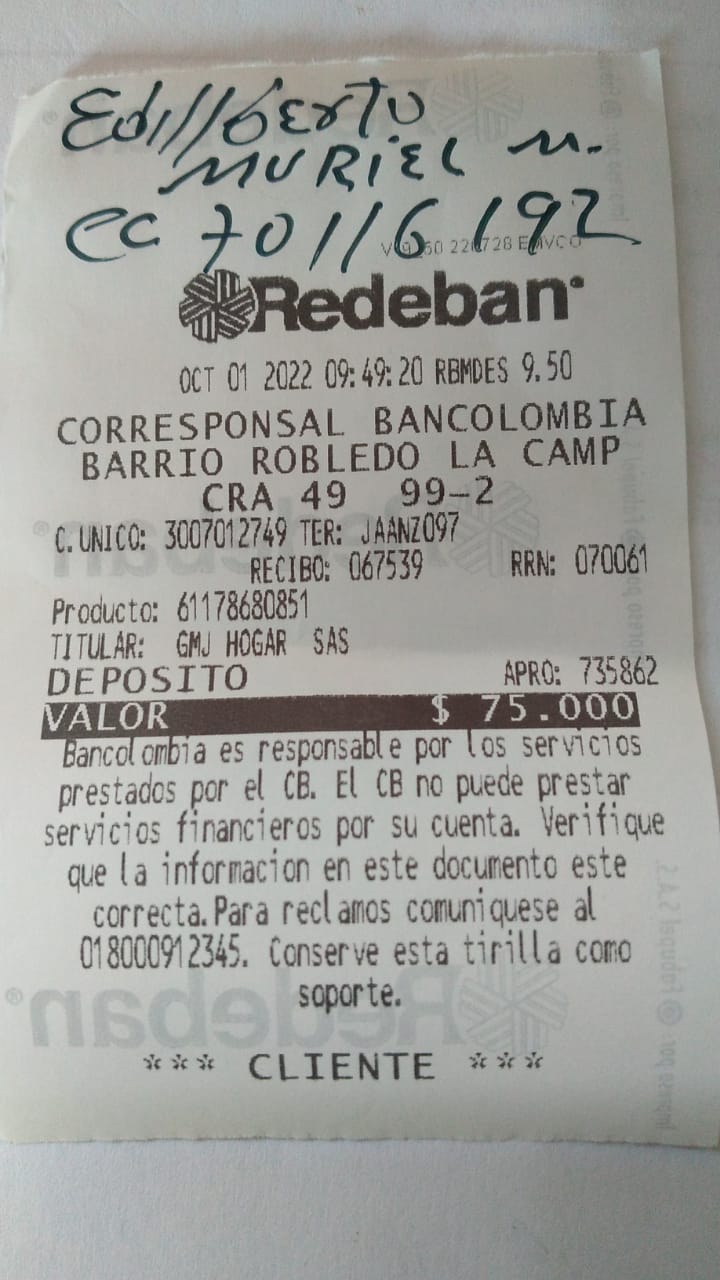 Edilberto
MURIEL M.
CC 70116192
Redeban
OCT 01 2022 09:49:20 RBMDES 9.50
CORRESPONSAL BANCOLOMBIA
BARRIO ROBLEDO LA CAMP
CRA 49 99-2
C. UNICO: 3007012749 TER: JAANZ097
RECIBO: 067539 RRN: 070061
Producto: 61178680851
TITULAR: GMJ HOGAR SAS
DEPOSITO APRO: 735862
VALOR $ 75.000
Bancolombia es responsable por los servicios
prestados por el CB. El CB no puede prestar
servicios financieros por su cuenta. Verifique
que la informacion en este documento este
correcta. Para reclamos comuniquese al
018000912345. Conserve esta tirilla como
soporte.
*** CLIENTE ***